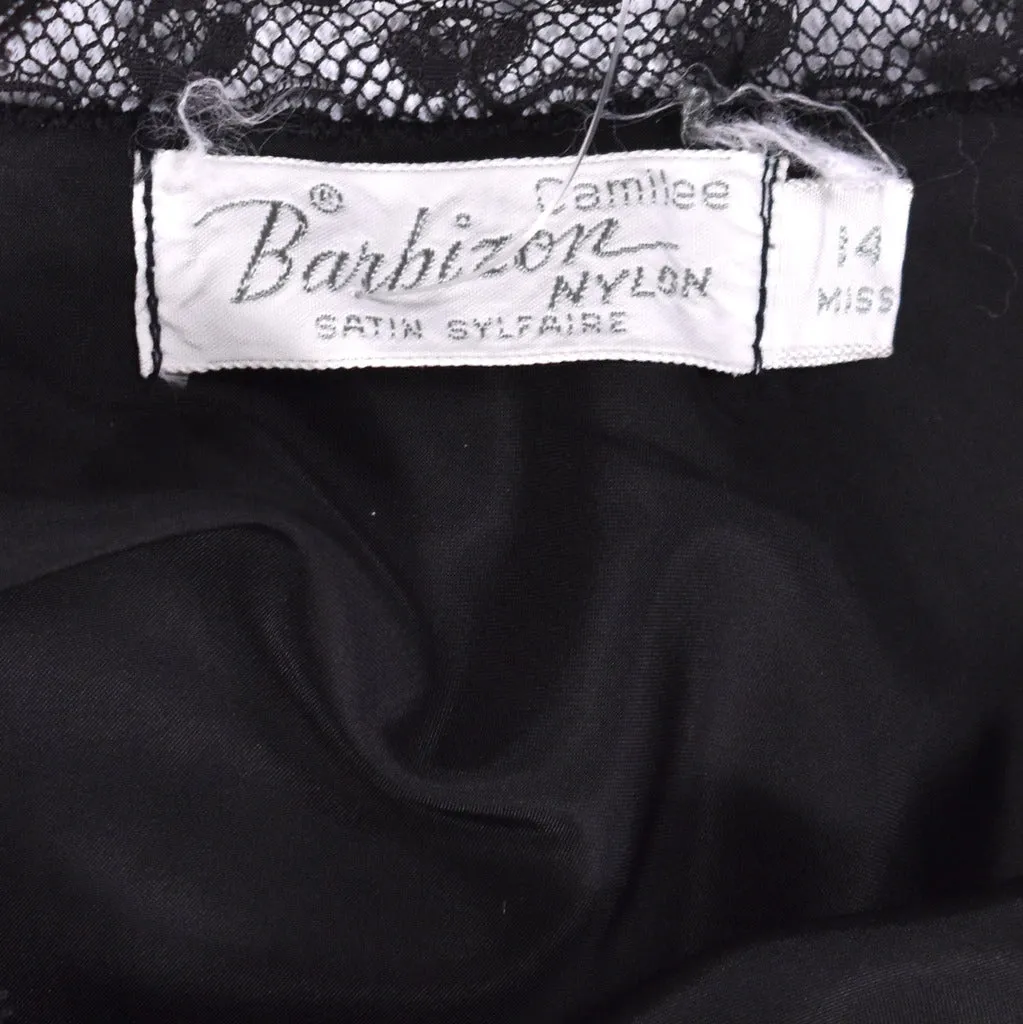 Camilee
® Barbizon
NYLON
SATIN SYLFAIRE
14
MISS